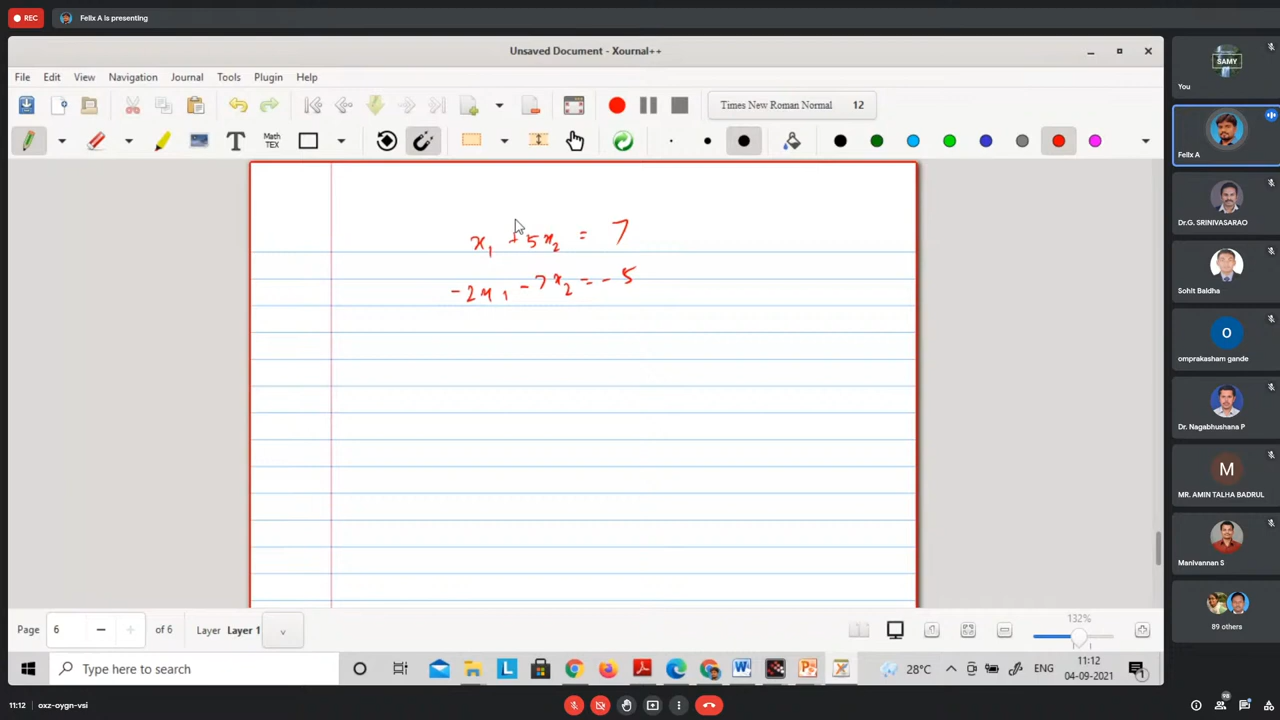 REC
Felix A is presenting
Unsaved Document - Xournal++
File Edit View Navigation Journal Tools Plugin Help
Times New Roman Normal 12
T Math TEX
x₁ + 5x₂ = 7
-2x₁ - 7x₂ = -5
Page 6 of 6 Layer Layer 1
132%
Type here to search
28°C ENG 11:12 04-09-2021
11:12 oxz-oygn-vsi
98
SAMY
You
Felix A
Dr.G. SRINIVASARAO
Sohit Baldha
O
omprakasham gande
Dr. Nagabhushana P
M
MR. AMIN TALHA BADRUL
Manivannan S
89 others